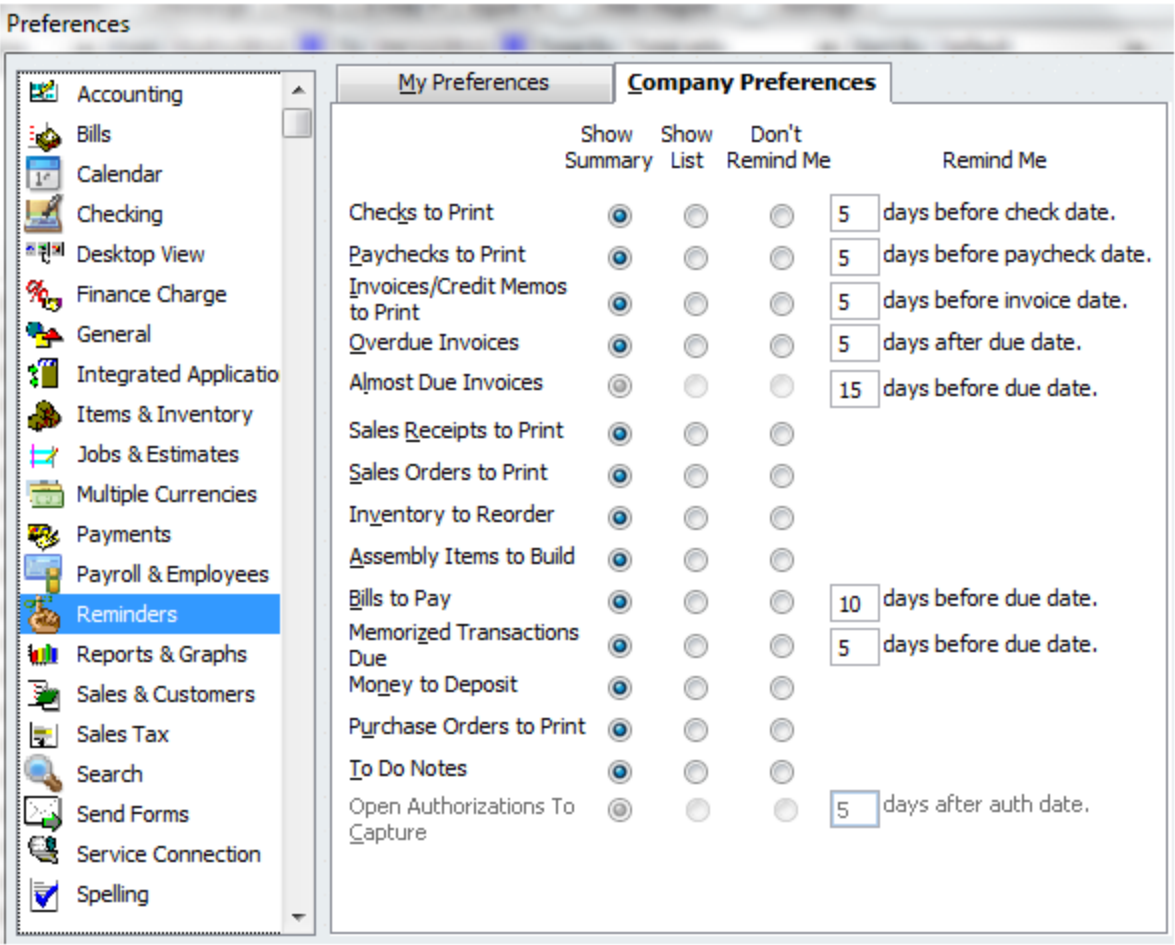 Preferences
Accounting
Bills
Calendar
Checking
Desktop View
Finance Charge
General
Integrated Applicatio
Items & Inventory
Jobs & Estimates
Multiple Currencies
Payments
Payroll & Employees
Reminders
Reports & Graphs
Sales & Customers
Sales Tax
Search
Send Forms
Service Connection
Spelling
My Preferences Company Preferences
Show Show Don't
Summary List Remind Me Remind Me
Checks to Print 5 days before check date.
Paychecks to Print 5 days before paycheck date.
Invoices/Credit Memos
to Print 5 days before invoice date.
Overdue Invoices 5 days after due date.
Almost Due Invoices 15 days before due date.
Sales Receipts to Print
Sales Orders to Print
Inventory to Reorder
Assembly Items to Build
Bills to Pay 10 days before due date.
Memorized Transactions
Due 5 days before due date.
Money to Deposit
Purchase Orders to Print
To Do Notes
Open Authorizations To
Capture 5 days after auth date.